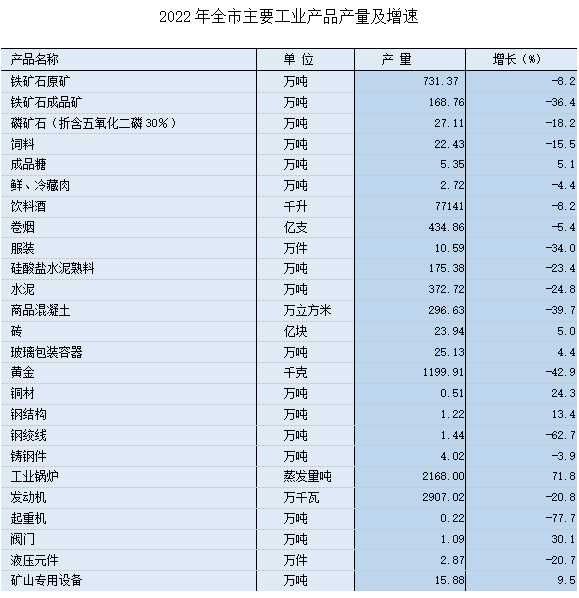 2022年全市主要工业产品产量及增速
产品名称 单 位 产 量 增长（%）
铁矿石原矿 万吨 731.37 -8.2
铁矿石成品矿 万吨 168.76 -36.4
磷矿石（折含五氧化二磷30%） 万吨 27.11 -18.2
饲料 万吨 22.43 -15.5
成品糖 万吨 5.35 5.1
鲜、冷藏肉 万吨 2.72 -4.4
饮料酒 千升 77141 -8.2
卷烟 亿支 434.86 -5.4
服装 万件 10.59 -34.0
硅酸盐水泥熟料 万吨 175.38 -23.4
水泥 万吨 372.72 -24.8
商品混凝土 万立方米 296.63 -39.7
砖 亿块 23.94 5.0
玻璃包装容器 万吨 25.13 4.4
黄金 千克 1199.91 -42.9
铜材 万吨 0.51 24.3
钢结构 万吨 1.22 13.4
钢绞线 万吨 1.44 -62.7
铸钢件 万吨 4.02 -3.9
工业锅炉 蒸发量吨 2168.00 71.8
发动机 万千瓦 2907.02 -20.8
起重机 万吨 0.22 -77.7
阀门 万吨 1.09 30.1
液压元件 万件 2.87 -20.7
矿山专用设备 万吨 15.88 9.5